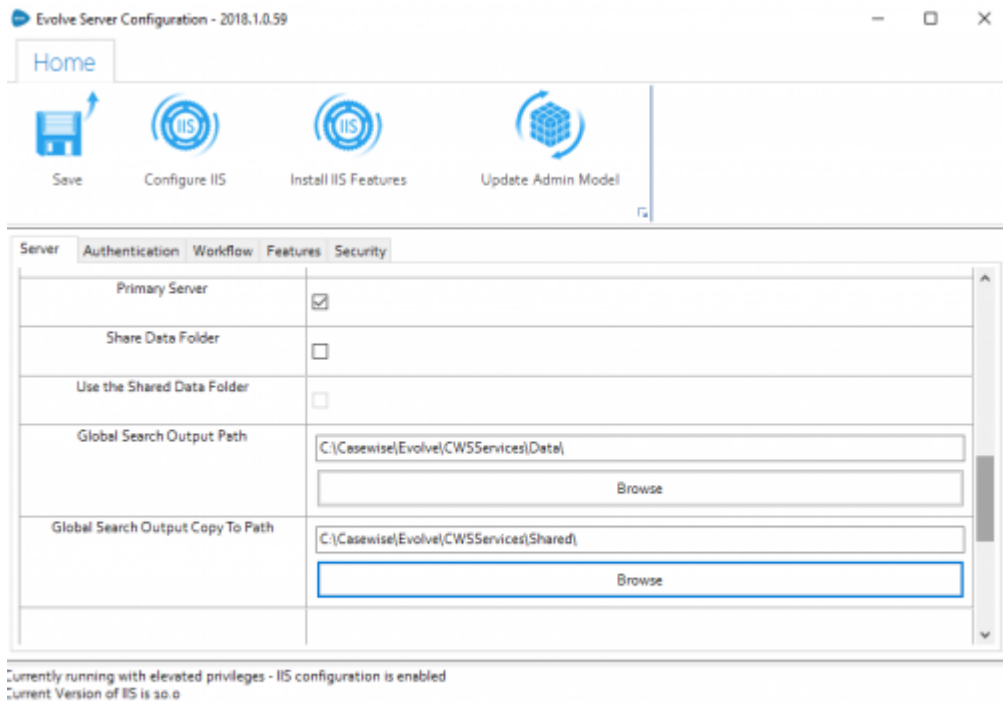 Evolve Server Configuration - 2018.1.0.59
Home
IIS
IIS
Save
Configure IIS
Install IIS Features
Update Admin Model
Server
Authentication
Workflow
Features
Security
Primary Server
Share Data Folder
Use the Shared Data Folder
Global Search Output Path
C:\Casewise\Evolve\CWSServices\Data\
Browse
Global Search Output Copy To Path
C:\Casewise\Evolve\CWSServices\Shared\
Browse
Currently running with elevated privileges - IIS configuration is enabled
Current Version of IIS is 10.0